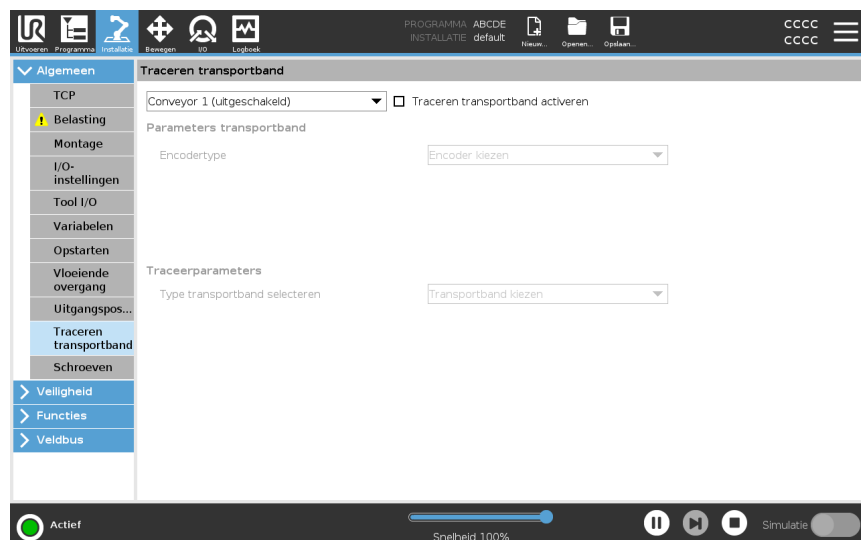 UR
PROGRAMMA ABCDE
INSTALLATIE default
cccc
cccc
Uitvoeren Programma Installatie Bewegen I/O Logboek Nieuw... Openen... Opslaan...
Algemeen
Traceren transportband
TCP
Conveyor 1 (uitgeschakeld) Traceren transportband activeren
Belasting
Parameters transportband
Montage
Encodertype Encoder kiezen
I/O-
instellingen
Tool I/O
Variabelen
Opstarten
Vloeiende
overgang
Traceerparameters
Type transportband selecteren Transportband kiezen
Uitgangspos...
Traceren
transportband
Schroeven
Veiligheid
Functies
Veldbus
Actief
Snelheid 100%
Simulatie